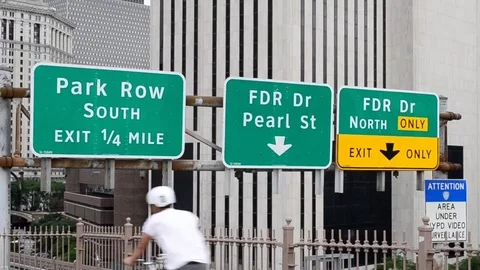 Park Row
SOUTH
EXIT 1/4 MILE
FDR Dr
Pearl St
FDR Dr
NORTH ONLY
EXIT ONLY
ATTENTION
AREA
UNDER
NYPD VIDEO
SURVEILLANCE